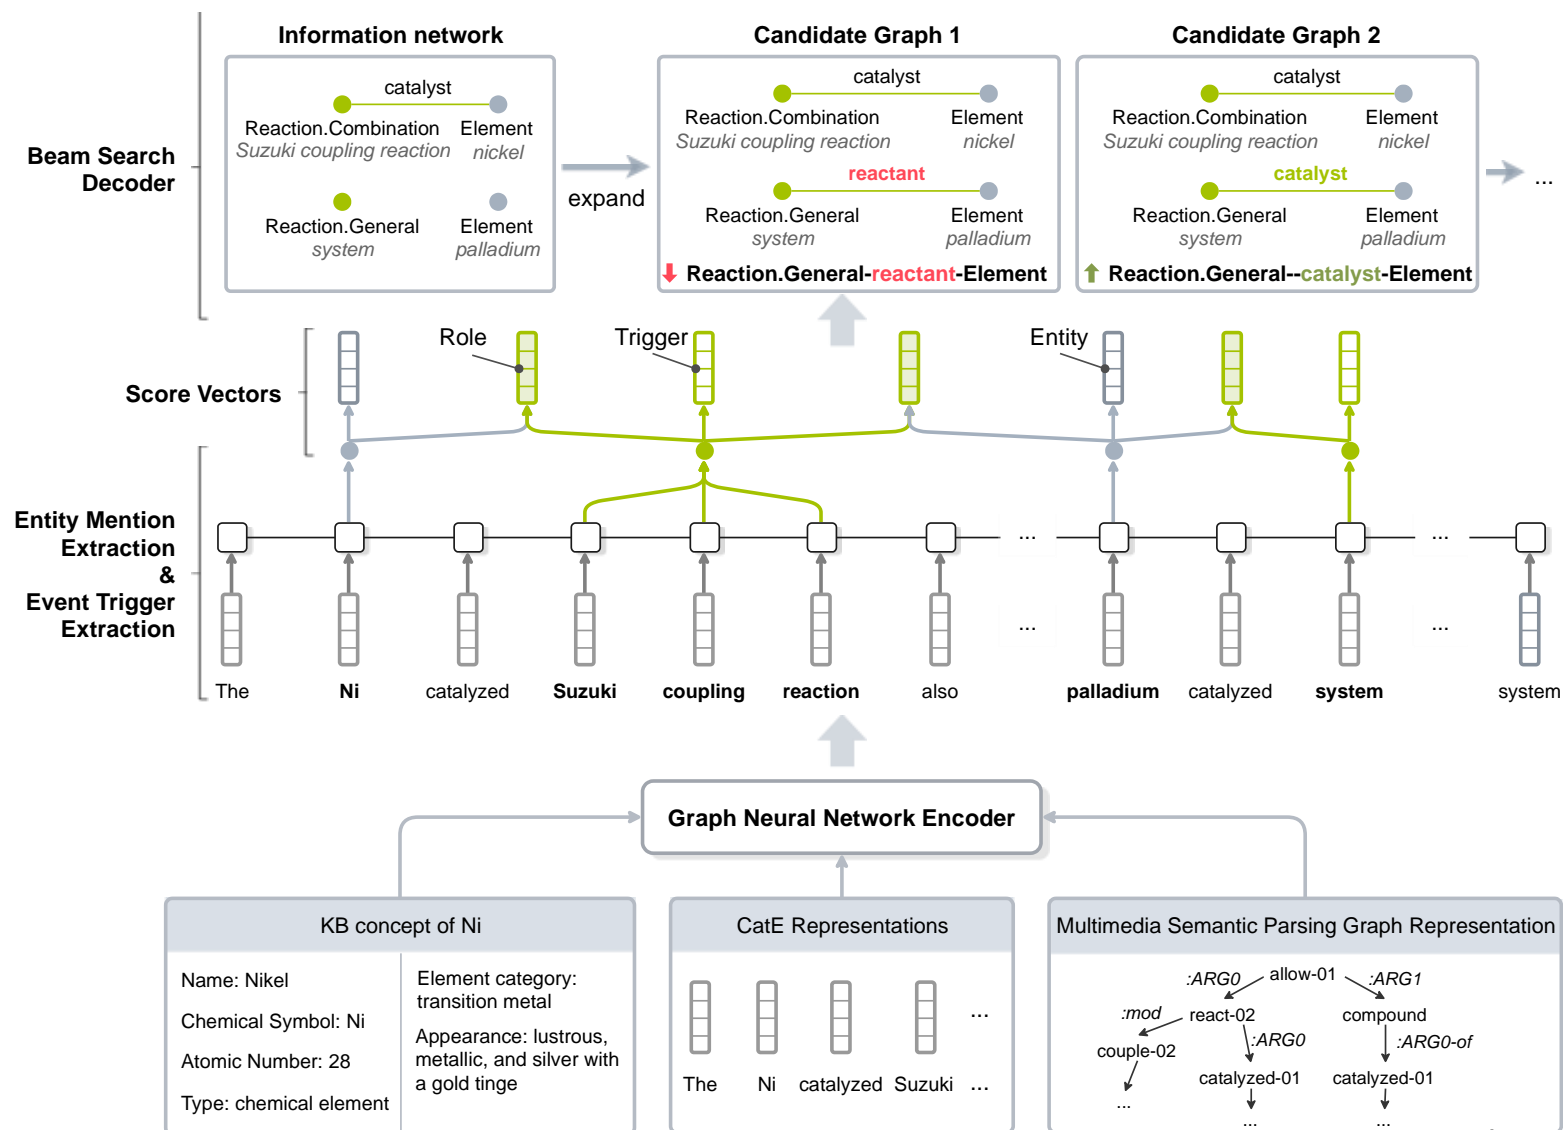 Information network
Candidate Graph 1
Candidate Graph 2
Beam Search
Decoder
catalyst
Reaction.Combination
Element
Suzuki coupling reaction
nickel
Reaction.General
Element
system
palladium
expand
catalyst
Reaction.Combination
Element
Suzuki coupling reaction
nickel
reactant
Reaction.General
Element
system
palladium
Reaction.General-reactant-Element
catalyst
Reaction.Combination
Element
Suzuki coupling reaction
nickel
catalyst
Reaction.General
Element
system
palladium
Reaction.General--catalyst-Element
...
Score Vectors
Role
Trigger
Entity
Entity Mention
Extraction
&
Event Trigger
Extraction
... ...
... ...
The Ni catalyzed Suzuki coupling reaction also palladium catalyzed system system
Graph Neural Network Encoder
KB concept of Ni
Name: Nikel
Chemical Symbol: Ni
Atomic Number: 28
Type: chemical element
Element category:
transition metal
Appearance: lustrous,
metallic, and silver with
a gold tinge
CatE Representations
...
The Ni catalyzed Suzuki ...
Multimedia Semantic Parsing Graph Representation
:ARG0 allow-01 :ARG1
:mod react-02 compound
couple-02 :ARG0 :ARG0-of
catalyzed-01 catalyzed-01
...
... ...